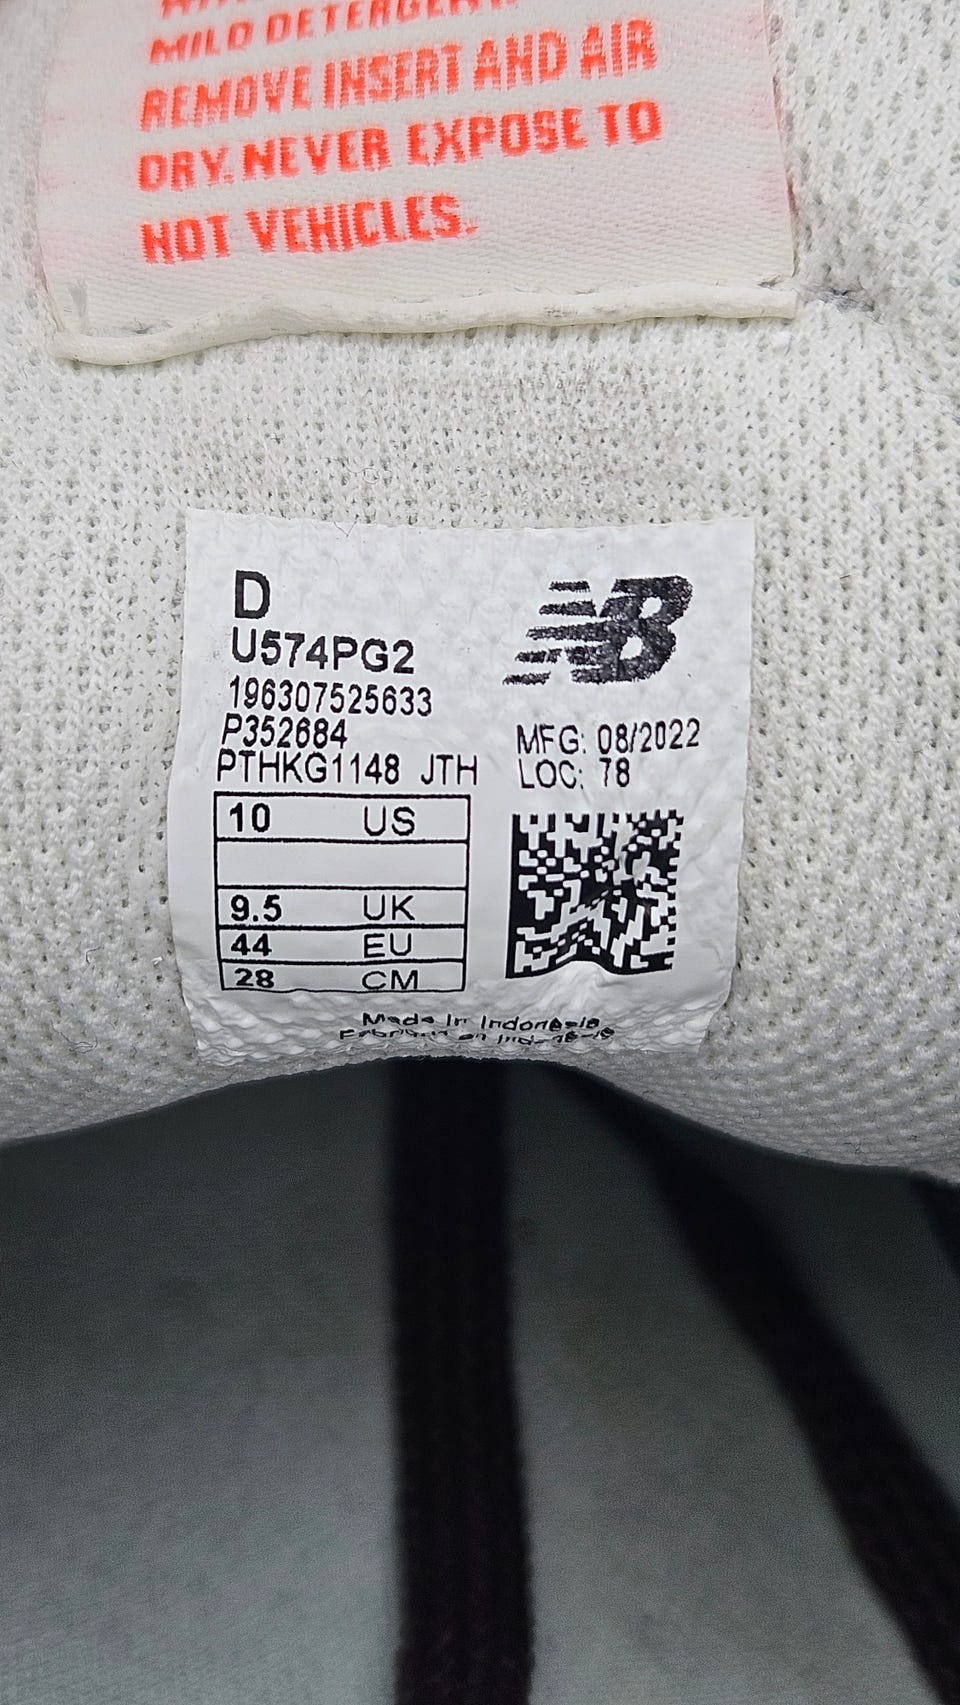 MILD DETERGENT.
REMOVE INSERT AND AIR
DRY. NEVER EXPOSE TO
HOT VEHICLES.
D
U574PG2
196307525633
P352684
PTHKG1148 JTH
NB
MFG: 08/2022
LOC: 78
10 US
9.5 UK
44 EU
28 CM
Made In Indonesia